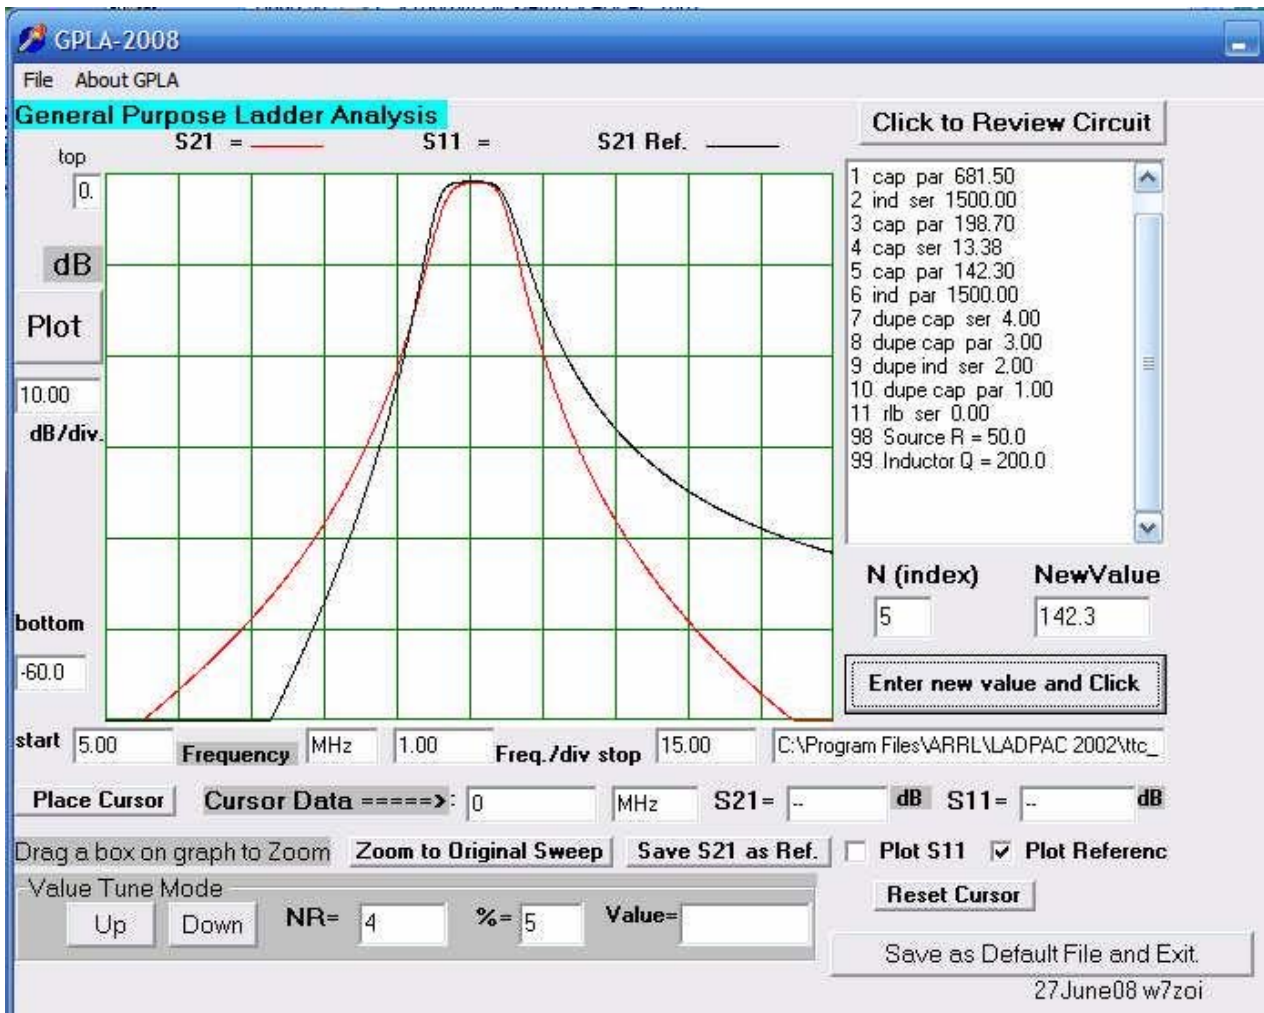 GPLA-2008
File About GPLA
General Purpose Ladder Analysis
S21 = S11 = S21 Ref.
Click to Review Circuit
top
0.
dB
Plot
10.00
dB/div.
bottom
-60.0
1 cap par 681.50
2 ind ser 1500.00
3 cap par 198.70
4 cap ser 13.38
5 cap par 142.30
6 ind par 1500.00
7 dupe cap ser 4.00
8 dupe cap par 3.00
9 dupe ind ser 2.00
10 dupe cap par 1.00
11 rlb ser 0.00
98 Source R = 50.0
99 Inductor Q = 200.0
N (index) NewValue
5 142.3
Enter new value and Click
start 5.00 Frequency MHz 1.00 Freq./div stop 15.00 C:\Program Files\ARRL\LADPAC 2002\ttc_
Place Cursor Cursor Data =====>: 0 MHz S21= -- dB S11= -- dB
Drag a box on graph to Zoom Zoom to Original Sweep Save S21 as Ref. Plot S11 Plot Referenc
Value Tune Mode
Up Down NR= 4 %= 5 Value=
Reset Cursor
Save as Default File and Exit.
27June08 w7zoi